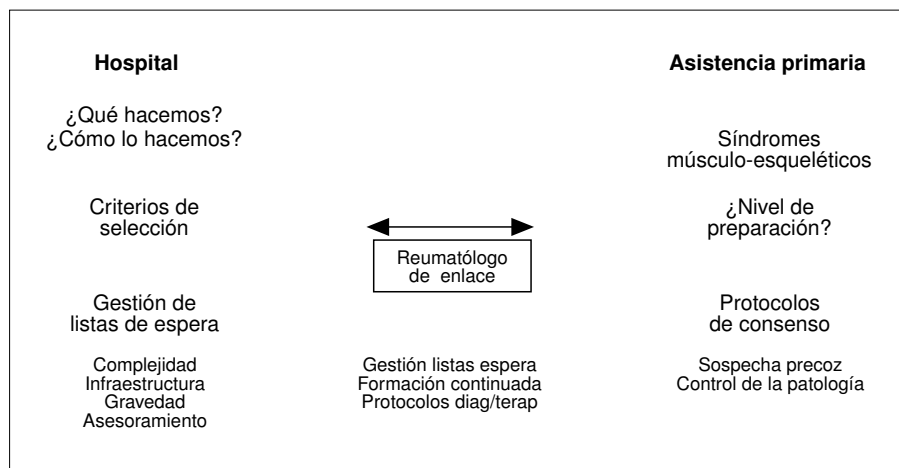 Hospital
¿Qué hacemos?
¿Cómo lo hacemos?
Criterios de
selección
Gestión de
listas de espera
Complejidad
Infraestructura
Gravedad
Asesoramiento
Reumatólogo
de enlace
Gestión listas espera
Formación continuada
Protocolos diag/terap
Asistencia primaria
Síndromes
músculo-esqueléticos
¿Nivel de
preparación?
Protocolos
de consenso
Sospecha precoz
Control de la patología